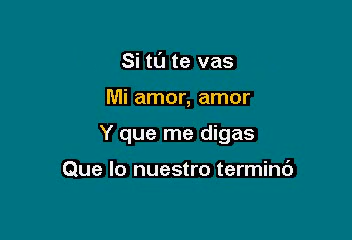 Si tú te vas
Mi amor, amor
Y que me digas
Que lo nuestro terminó